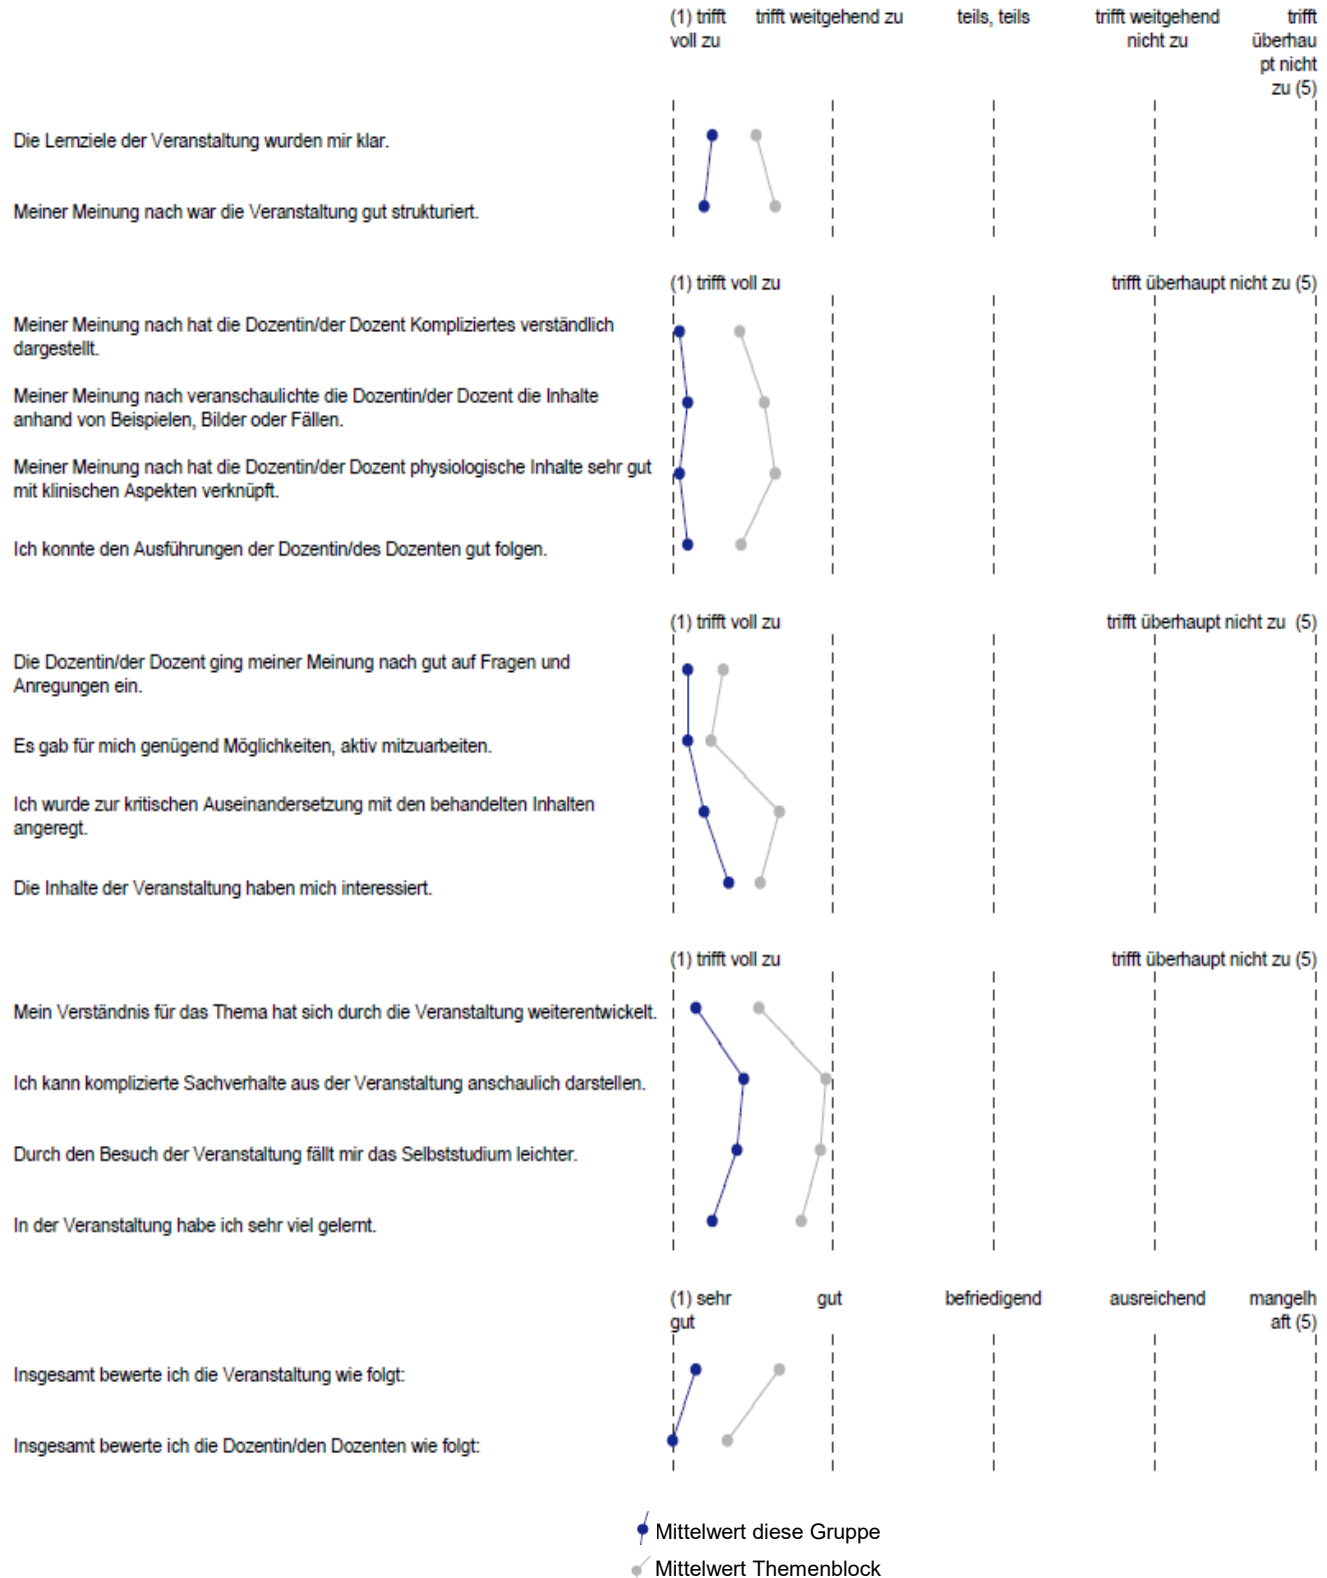 (1) trifft voll zu
trifft weitgehend zu
teils, teils
trifft weitgehend nicht zu
trifft überhau pt nicht zu (5)
Die Lernziele der Veranstaltung wurden mir klar.
Meiner Meinung nach war die Veranstaltung gut strukturiert.
(1) trifft voll zu
trifft überhaupt nicht zu (5)
Meiner Meinung nach hat die Dozentin/der Dozent Kompliziertes verständlich
dargestellt.
Meiner Meinung nach veranschaulichte die Dozentin/der Dozent die Inhalte
anhand von Beispielen, Bilder oder Fällen.
Meiner Meinung nach hat die Dozentin/der Dozent physiologische Inhalte sehr gut
mit klinischen Aspekten verknüpft.
Ich konnte den Ausführungen der Dozentin/des Dozenten gut folgen.
(1) trifft voll zu
trifft überhaupt nicht zu (5)
Die Dozentin/der Dozent ging meiner Meinung nach gut auf Fragen und
Anregungen ein.
Es gab für mich genügend Möglichkeiten, aktiv mitzuarbeiten.
Ich wurde zur kritischen Auseinandersetzung mit den behandelten Inhalten
angeregt.
Die Inhalte der Veranstaltung haben mich interessiert.
(1) trifft voll zu
trifft überhaupt nicht zu (5)
Mein Verständnis für das Thema hat sich durch die Veranstaltung weiterentwickelt.
Ich kann komplizierte Sachverhalte aus der Veranstaltung anschaulich darstellen.
Durch den Besuch der Veranstaltung fällt mir das Selbststudium leichter.
In der Veranstaltung habe ich sehr viel gelernt.
(1) sehr gut
gut
befriedigend
ausreichend
mangelh aft (5)
Insgesamt bewerte ich die Veranstaltung wie folgt:
Insgesamt bewerte ich die Dozentin/den Dozenten wie folgt:
Mittelwert diese Gruppe
Mittelwert Themenblock